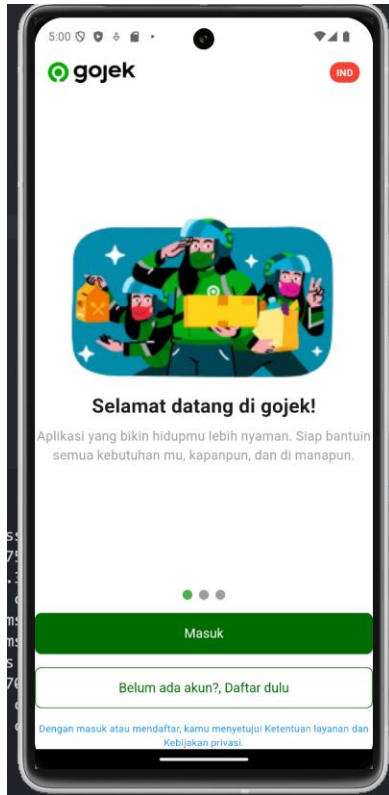 5:00
gojek
IND
Selamat datang di gojek!
Aplikasi yang bikin hidupmu lebih nyaman. Siap bantuin
semua kebutuhan mu, kapanpun, dan di manapun.
Masuk
Belum ada akun?, Daftar dulu
Dengan masuk atau mendaftar, kamu menyetujui Ketentuan layanan dan
Kebijakan privasi.